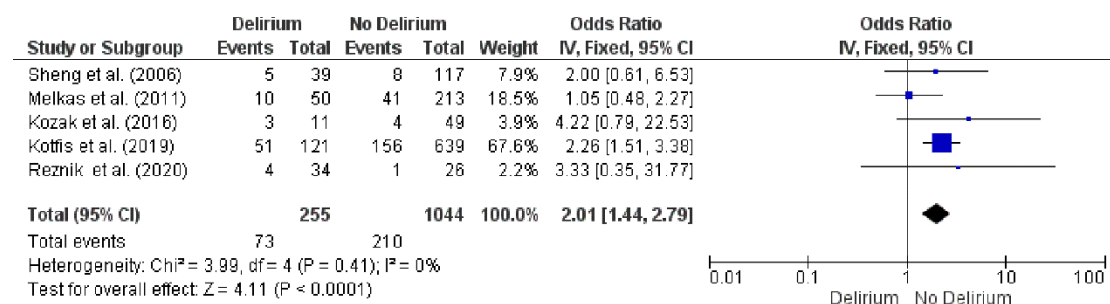 Delirium No Delirium Odds Ratio Odds Ratio
Study or Subgroup Events Total Events Total Weight IV, Fixed, 95% CI IV, Fixed, 95% CI
Sheng et al. (2006) 5 39 8 117 7.9% 2.00 [0.61, 6.53]
Melkas et al. (2011) 10 50 41 213 18.5% 1.05 [0.48, 2.27]
Kozak et al. (2016) 3 11 4 49 3.9% 4.22 [0.79, 22.53]
Kotfis et al. (2019) 51 121 156 639 67.6% 2.26 [1.51, 3.38]
Reznik et al. (2020) 4 34 1 26 2.2% 3.33 [0.35, 31.77]
Total (95% CI) 255 1044 100.0% 2.01 [1.44, 2.79]
Total events 73 210
Heterogeneity: Chi² = 3.99, df = 4 (P = 0.41); I² = 0%
Test for overall effect: Z = 4.11 (P < 0.0001)
0.01 0.1 1 10 100
Delirium No Delirium